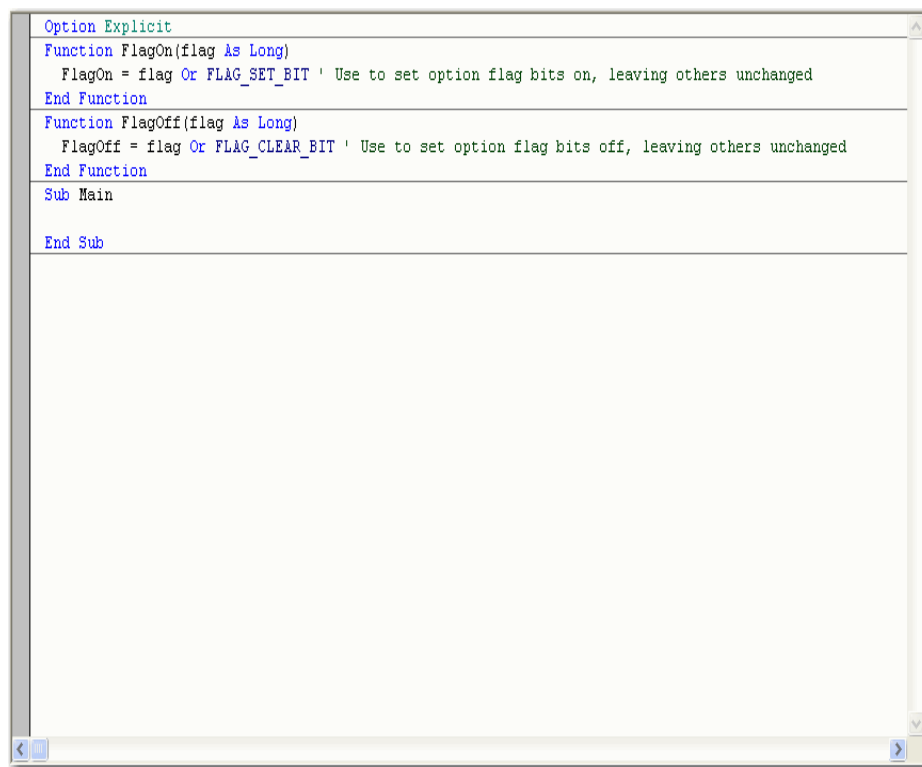 Option Explicit
Function FlagOn(flag As Long)
  FlagOn = flag Or FLAG_SET_BIT ' Use to set option flag bits on, leaving others unchanged
End Function
Function FlagOff(flag As Long)
  FlagOff = flag Or FLAG_CLEAR_BIT ' Use to set option flag bits off, leaving others unchanged
End Function
Sub Main
End Sub